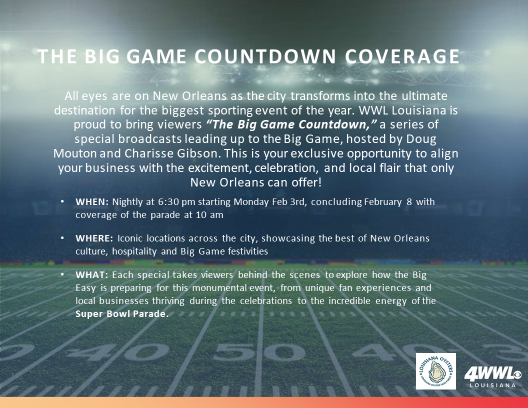 THE BIG GAME COUNTDOWN COVERAGE
All eyes are on New Orleans as the city transforms into the ultimate
destination for the biggest sporting event of the year. WWL Louisiana is
proud to bring viewers “The Big Game Countdown,” a series of
special broadcasts leading up to the Big Game, hosted by Doug
Mouton and Charisse Gibson. This is your exclusive opportunity to align
your business with the excitement, celebration, and local flair that only
New Orleans can offer!
• WHEN: Nightly at 6:30 pm starting Monday Feb 3rd, concluding February 8 with
coverage of the parade at 10 am
• WHERE: Iconic locations across the city, showcasing the best of New Orleans
culture, hospitality and Big Game festivities
• WHAT: Each special takes viewers behind the scenes to explore how the Big
Easy is preparing for this monumental event, from unique fan experiences and
local businesses thriving during the celebrations to the incredible energy of the
Super Bowl Parade.
50 40
LOUISIANA OYSTERS
4WWL
LOUISIANA